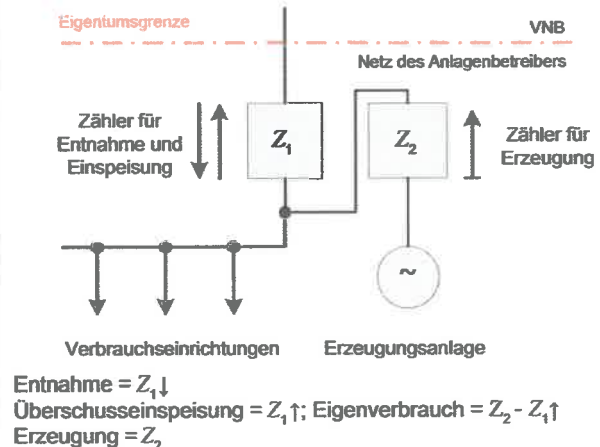 Eigentumsgrenze
VNB
Netz des Anlagenbetreibers
Zähler für
Entnahme und
Einspeisung
Z₁
Z₂
Zähler für
Erzeugung
~
Verbrauchseinrichtungen
Erzeugungsanlage
Entnahme = Z₁↓
Überschusseinspeisung = Z₁↑; Eigenverbrauch = Z₂ - Z₁↑
Erzeugung = Z₂